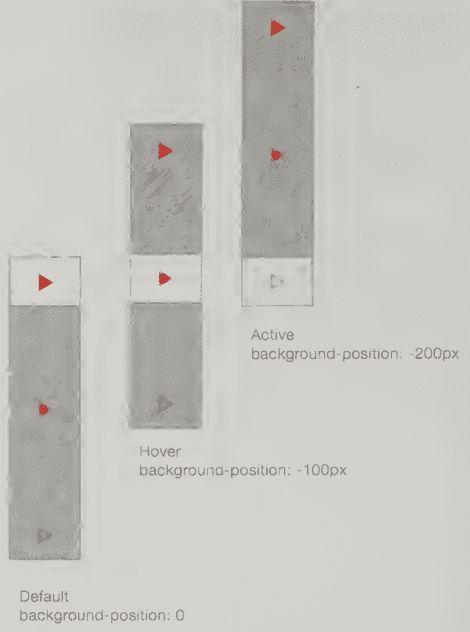 Active
background-position: -200px
Hover
background-position: -100px
Default
background-position: 0